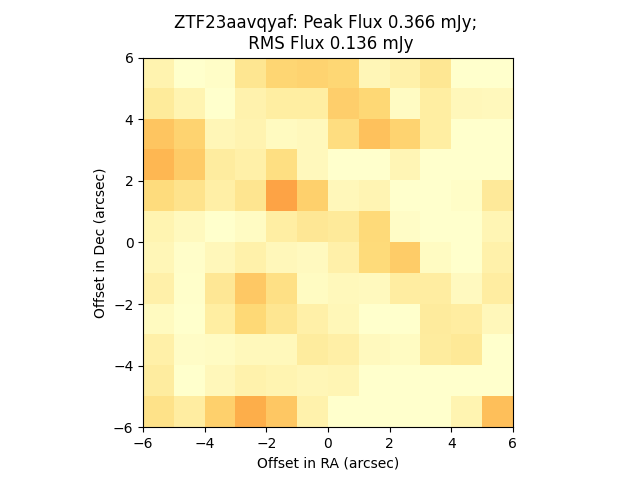 ZTF23aavqyaf: Peak Flux 0.366 mJy;
RMS Flux 0.136 mJy
6
4
2
0
−2
−4
−6
Offset in Dec (arcsec)
−6 −4 −2 0 2 4 6
Offset in RA (arcsec)